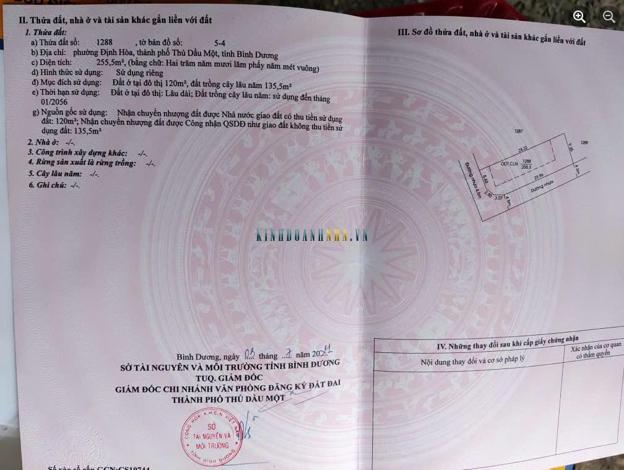 II. Thửa đất, nhà ở và tài sản khác gắn liền với đất
1. Thửa đất:
a) Thửa đất số: 1288 , tờ bản đồ số: 5-4
b) Địa chỉ: phường Định Hòa, thành phố Thủ Dầu Một, tỉnh Bình Dương
c) Diện tích: 255,5m², (bằng chữ: Hai trăm năm mươi lăm phẩy năm mét vuông)
d) Hình thức sử dụng: Sử dụng riêng
đ) Mục đích sử dụng: Đất ở tại đô thị 120m², đất trồng cây lâu năm 135,5m²
e) Thời hạn sử dụng: Đất ở tại đô thị: Lâu dài; Đất trồng cây lâu năm: sử dụng đến tháng
01/2056
g) Nguồn gốc sử dụng: Nhận chuyển nhượng đất được Nhà nước giao đất có thu tiền sử dụng
đất: 120m²; Nhận chuyển nhượng đất được Công nhận QSDĐ như giao đất không thu tiền sử
dụng đất: 135,5m²
2. Nhà ở: -/-
3. Công trình xây dựng khác: -/-
4. Rừng sản xuất là rừng trồng: -/-
5. Cây lâu năm: -/-
6. Ghi chú: -/-
III. Sơ đồ thửa đất, nhà ở và tài sản khác gắn liền với đất
1288
Đường nhựa
KINHDOANHNHA.VN
Bình Dương, ngày tháng năm
SỞ TÀI NGUYÊN VÀ MÔI TRƯỜNG TỈNH BÌNH DƯƠNG
TUQ. GIÁM ĐỐC
GIÁM ĐỐC CHI NHÁNH VĂN PHÒNG ĐĂNG KÝ ĐẤT ĐAI
THÀNH PHỐ THỦ DẦU MỘT
SỞ
TÀI NGUYÊN VÀ
MÔI TRƯỜNG
TỈNH BÌNH DƯƠNG
IV. Những thay đổi sau khi cấp giấy chứng nhận
Nội dung thay đổi và cơ sở pháp lý
Xác nhận của cơ quan
có thẩm quyền